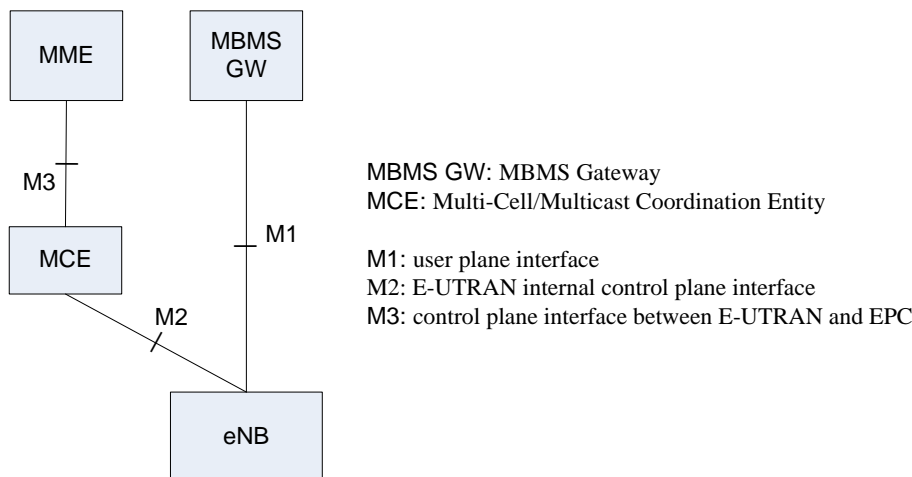 MME
MBMS
GW
M3
M1
MCE
M2
eNB
MBMS GW: MBMS Gateway
MCE: Multi-Cell/Multicast Coordination Entity
M1: user plane interface
M2: E-UTRAN internal control plane interface
M3: control plane interface between E-UTRAN and EPC